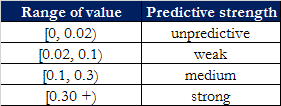 Range of value Predictive strength
[0, 0.02) unpredictive
[0.02, 0.1) weak
[0.1, 0.3) medium
[0.30 +) strong